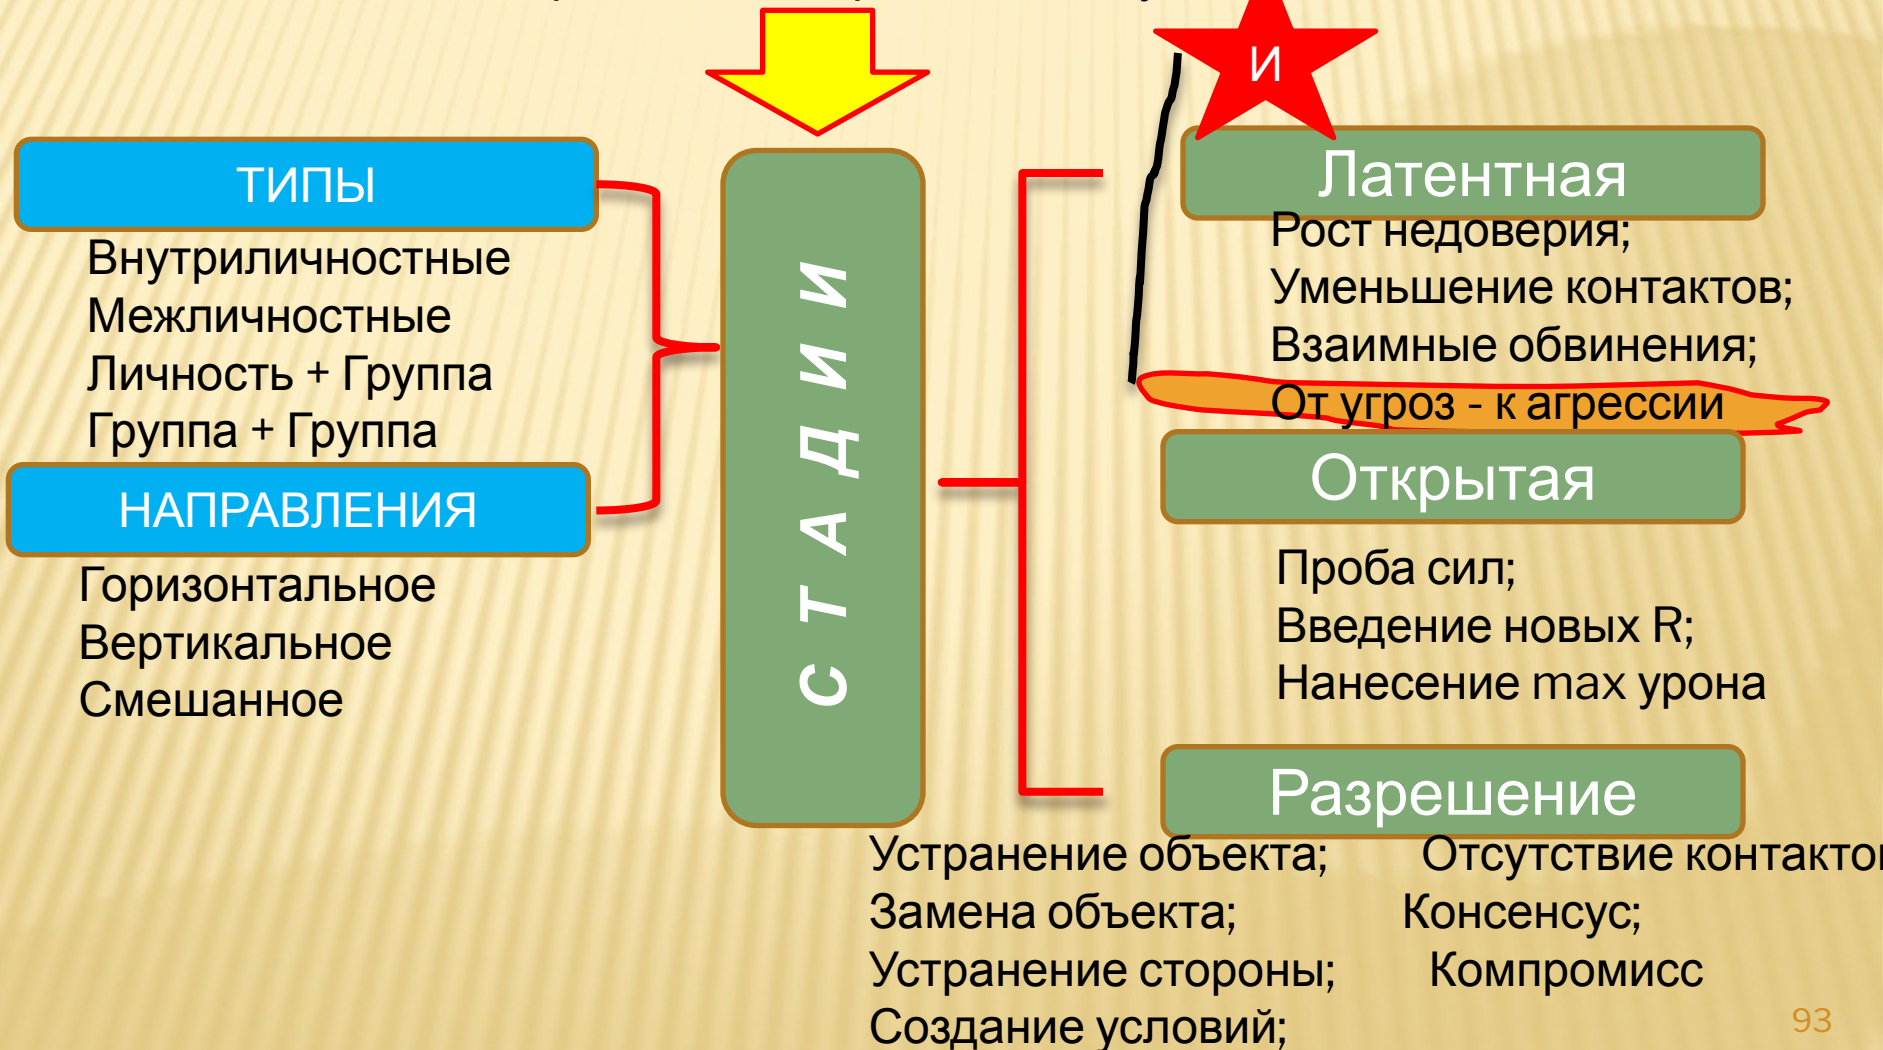 И
ТИПЫ
Внутриличностные
Межличностные
Личность + Группа
Группа + Группа
НАПРАВЛЕНИЯ
Горизонтальное
Вертикальное
Смешанное
СТАДИИ
Латентная
Рост недоверия;
Уменьшение контактов;
Взаимные обвинения;
От угроз - к агрессии
Открытая
Проба сил;
Введение новых R;
Нанесение max урона
Разрешение
Устранение объекта; Отсутствие
Замена объекта; Консенсус;
Устранение стороны; Компромисс
Создание условий;
93